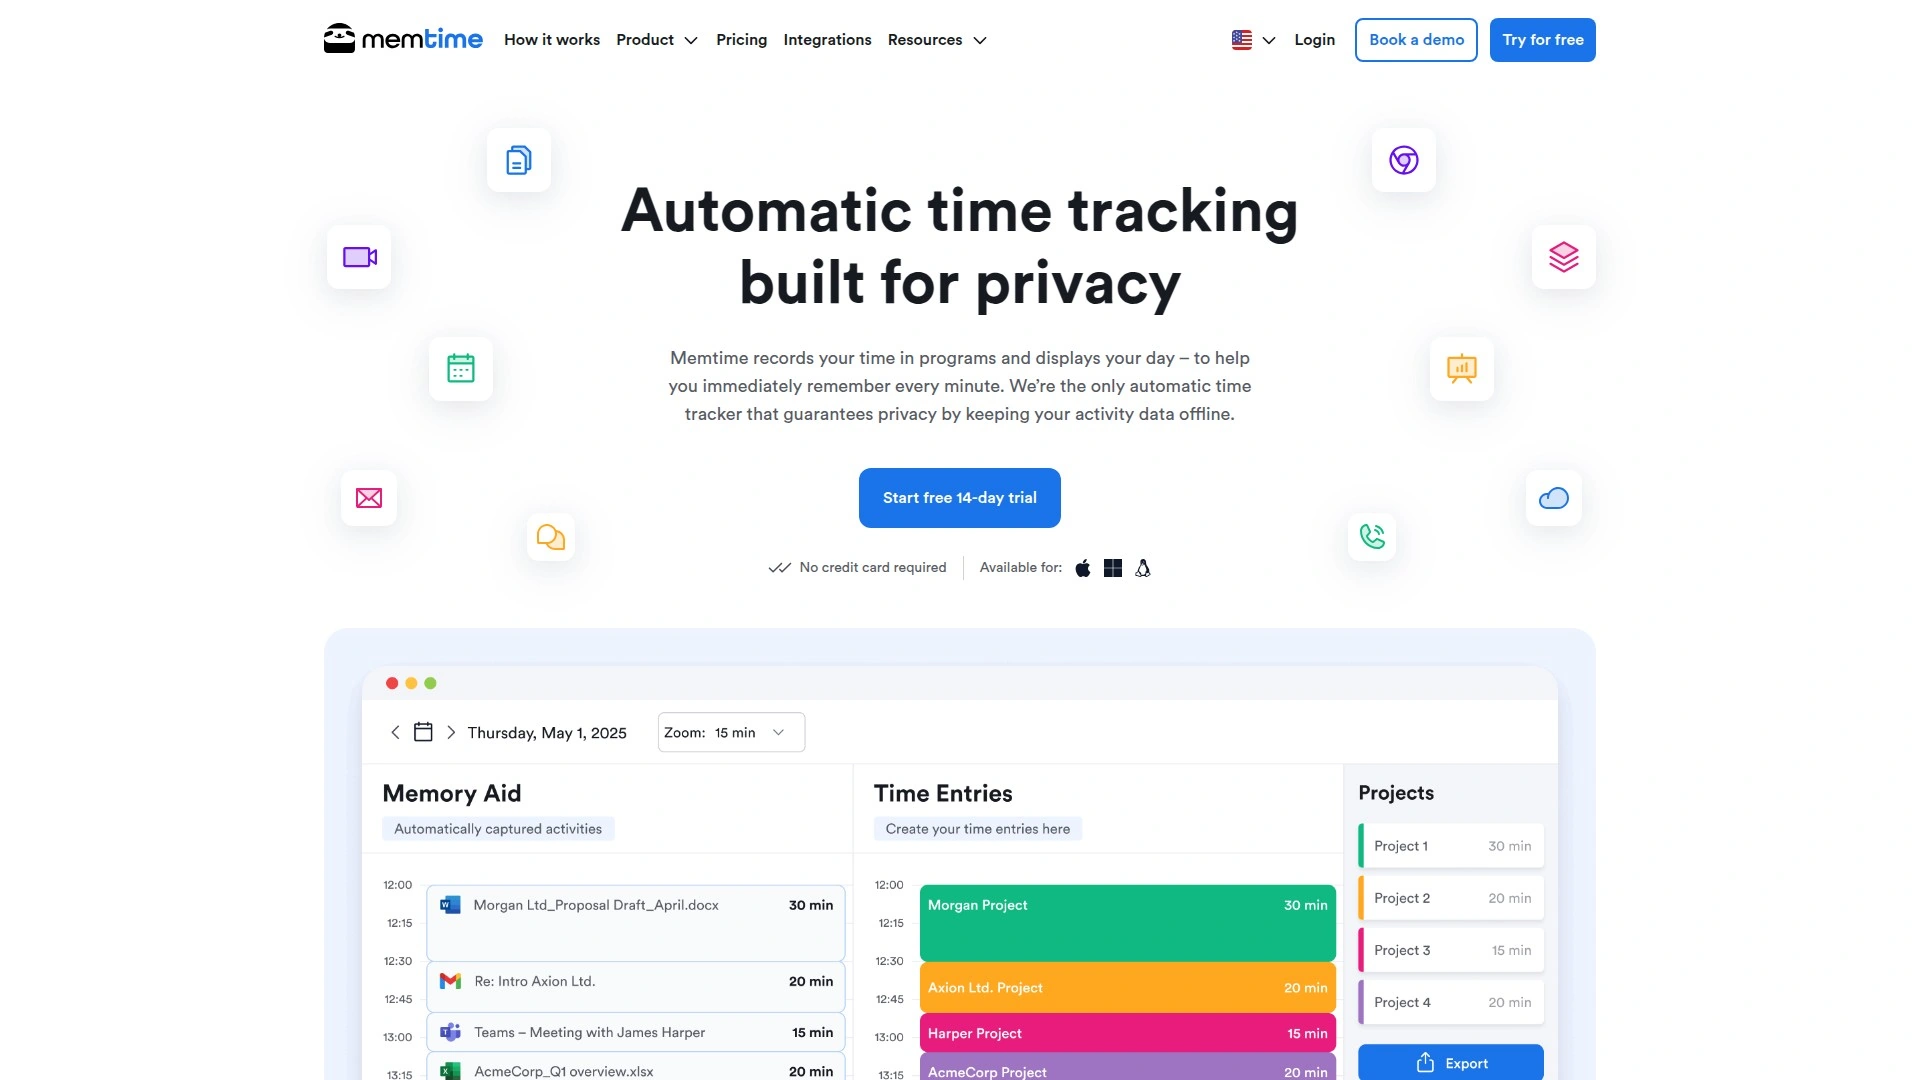 memtime How it works Product Pricing Integrations Resources Login Book a demo Try for free
Automatic time tracking
built for privacy
Memtime records your time in programs and displays your day – to help
you immediately remember every minute. We’re the only automatic time
tracker that guarantees privacy by keeping your activity data offline.
Start free 14-day trial
No credit card required Available for:
Thursday, May 1, 2025 Zoom: 15 min
Memory Aid
Automatically captured activities
12:00
12:15
12:30
12:45
13:00
13:15
Morgan Ltd_Proposal Draft_April.docx 30 min
Re: Intro Axion Ltd. 20 min
Teams – Meeting with James Harper 15 min
AcmeCorp_Q1 overview.xlsx 20 min
Time Entries
Create your time entries here
12:00
12:15
12:30
12:45
13:00
13:15
Morgan Project 30 min
Axion Ltd. Project 20 min
Harper Project 15 min
AcmeCorp Project 20 min
Projects
Project 1 30 min
Project 2 20 min
Project 3 15 min
Project 4 20 min
Export